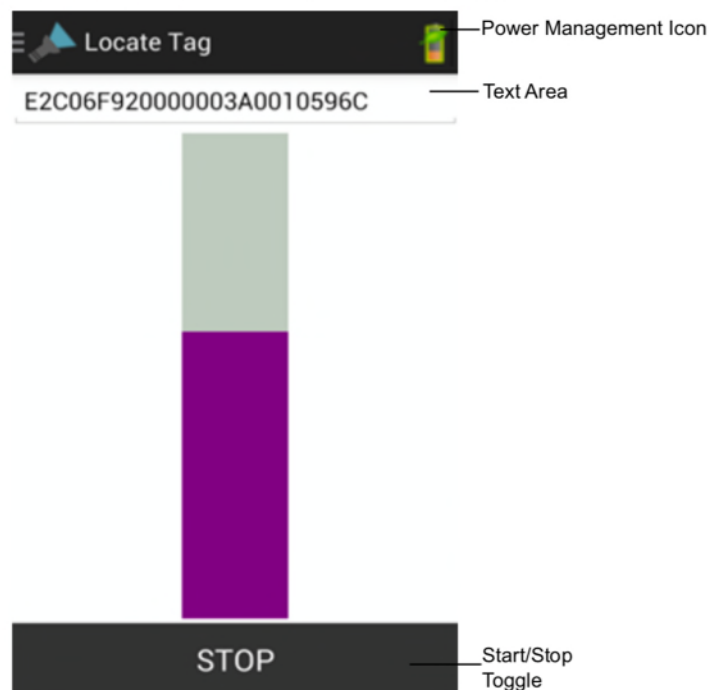 Locate Tag
Power Management Icon
E2C06F920000003A0010596C
Text Area
STOP
Start/Stop
Toggle